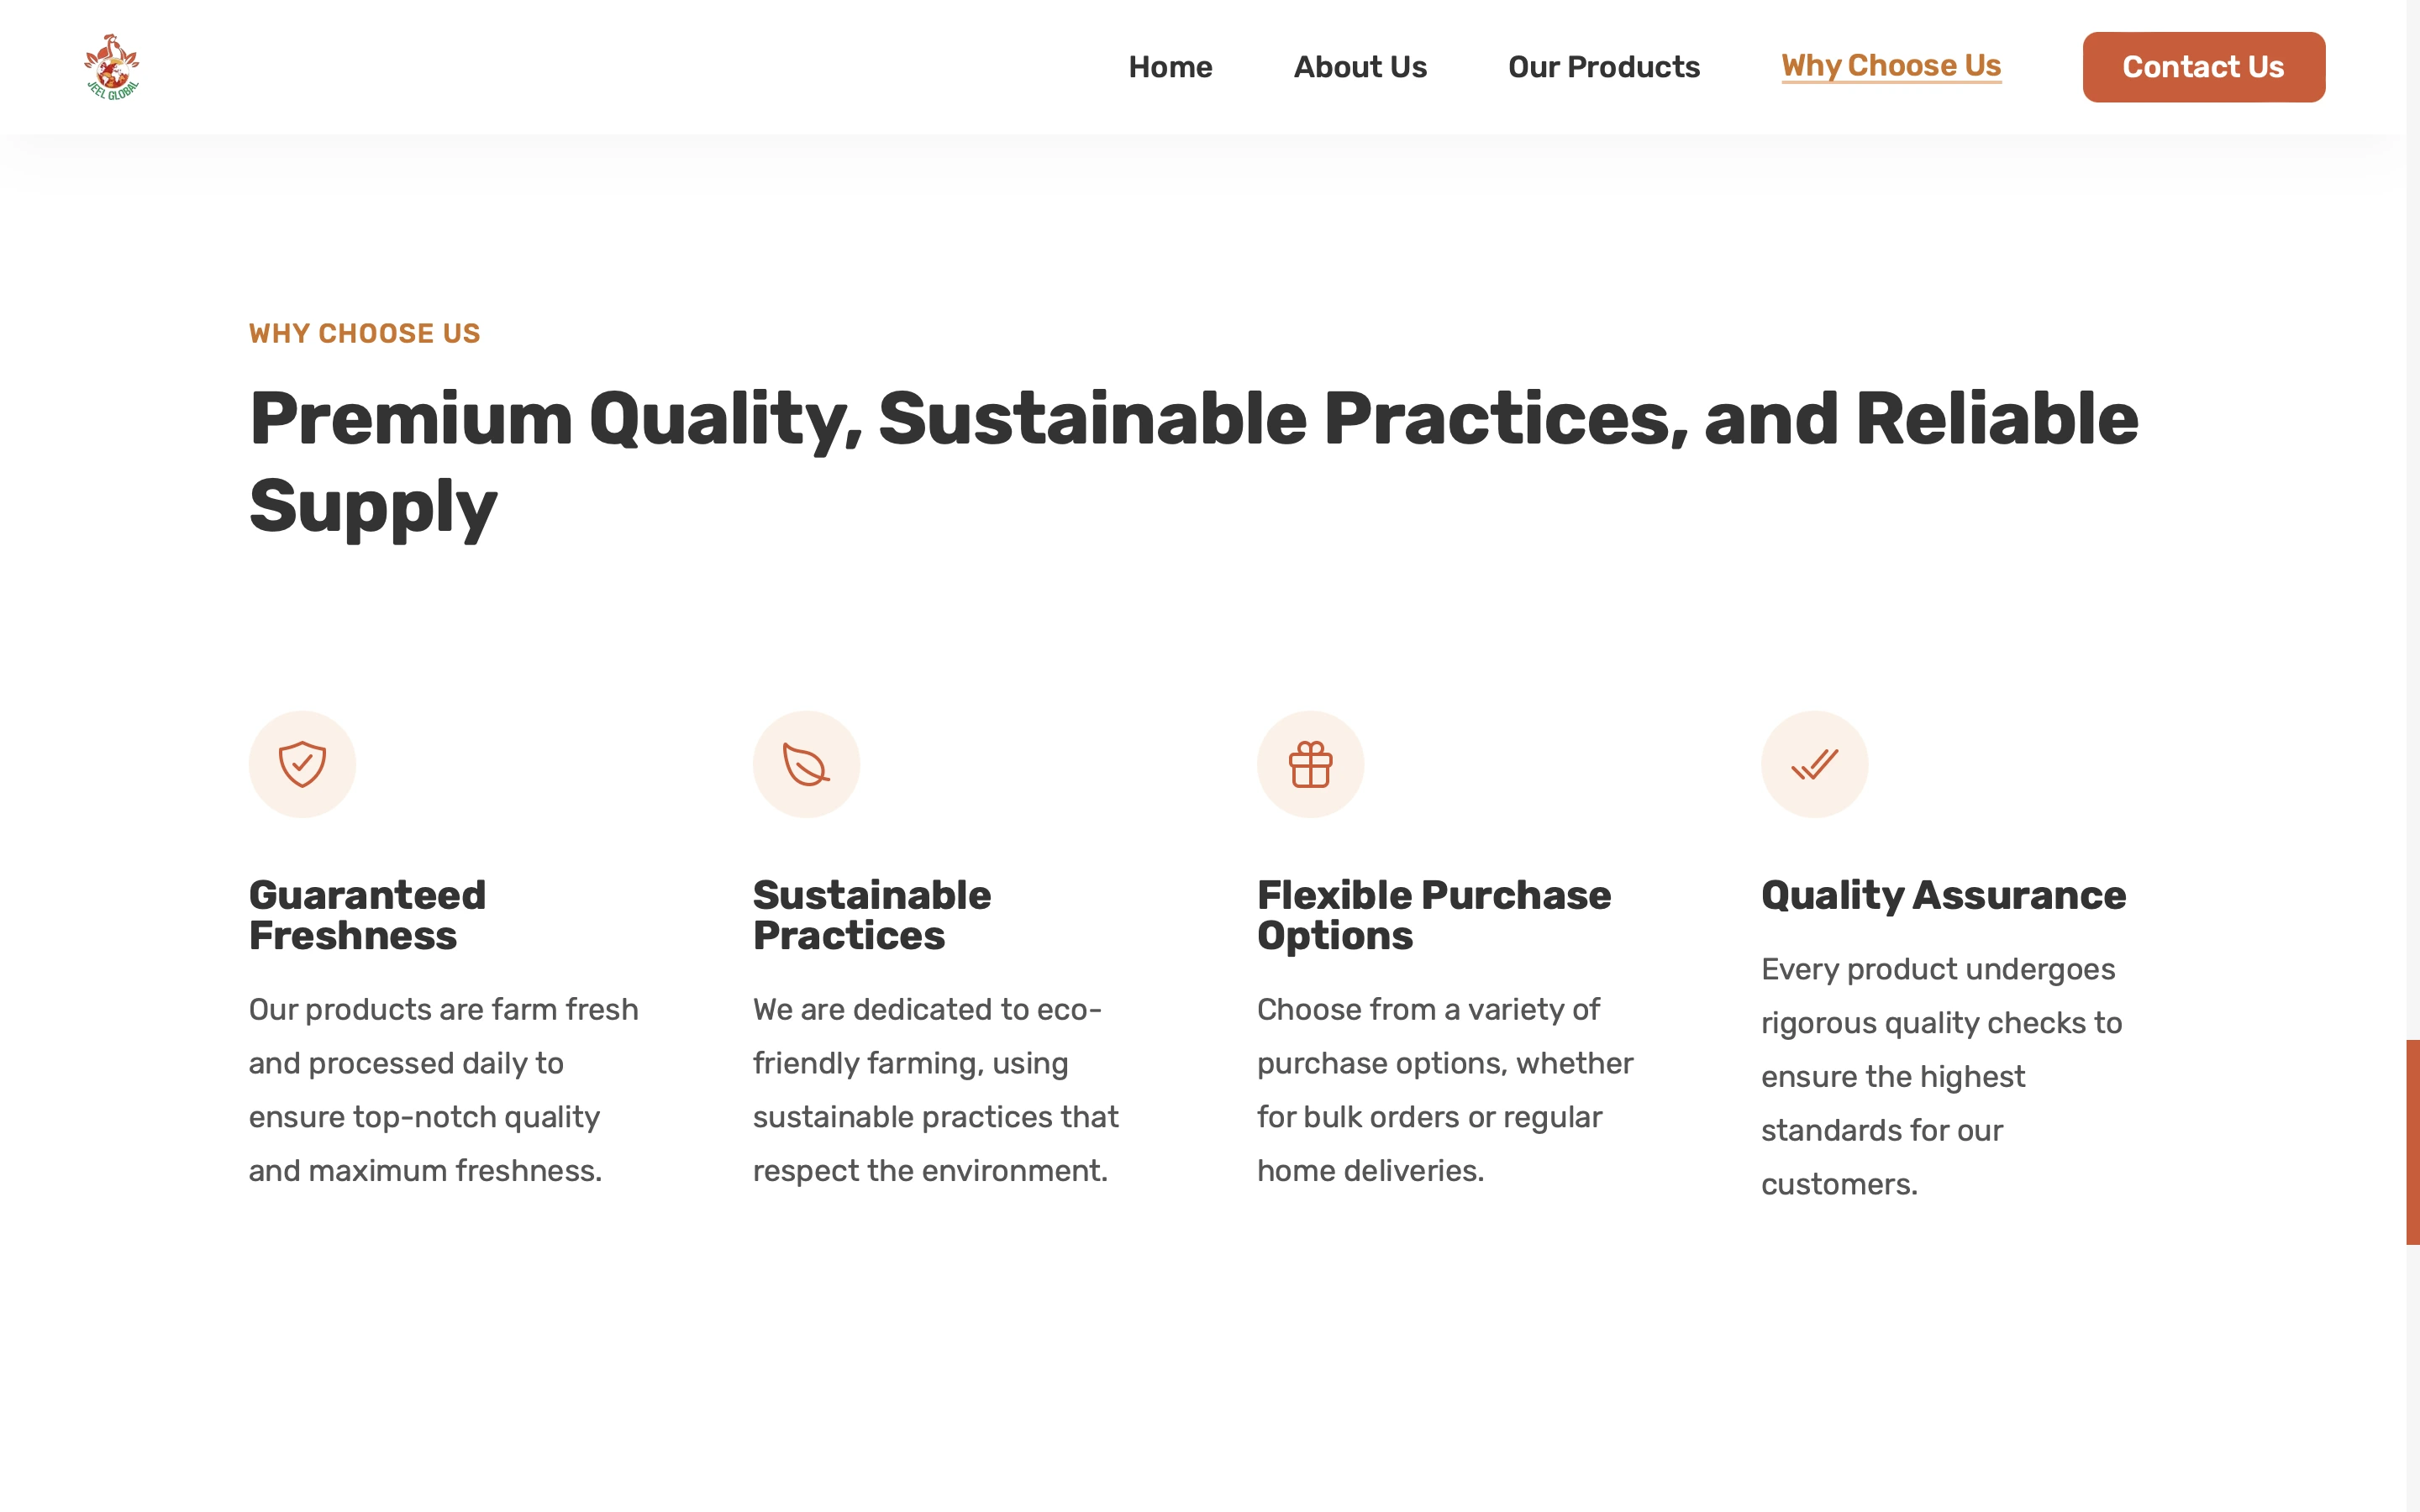 JEEL GLOBAL
Home
About Us
Our Products
Why Choose Us
Contact Us
WHY CHOOSE US
Premium Quality, Sustainable Practices, and Reliable
Supply
Guaranteed
Freshness
Our products are farm fresh
and processed daily to
ensure top-notch quality
and maximum freshness.
Sustainable
Practices
We are dedicated to eco-
friendly farming, using
sustainable practices that
respect the environment.
Flexible Purchase
Options
Choose from a variety of
purchase options, whether
for bulk orders or regular
home deliveries.
Quality Assurance
Every product undergoes
rigorous quality checks to
ensure the highest
standards for our
customers.